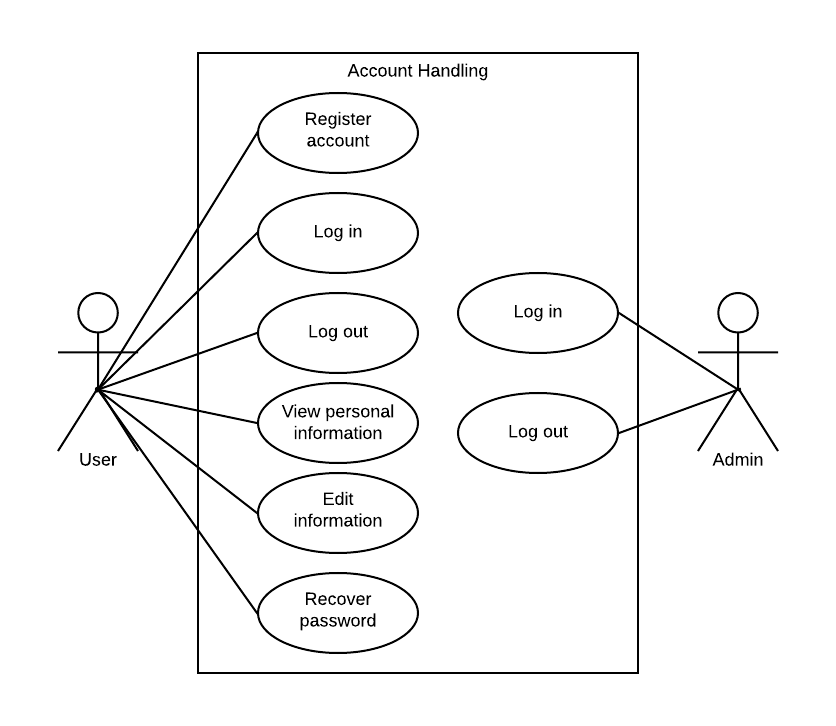 Account Handling
Register
account
Log in
Log out
View personal
information
Edit
information
Recover
password
Log in
Log out
User
Admin